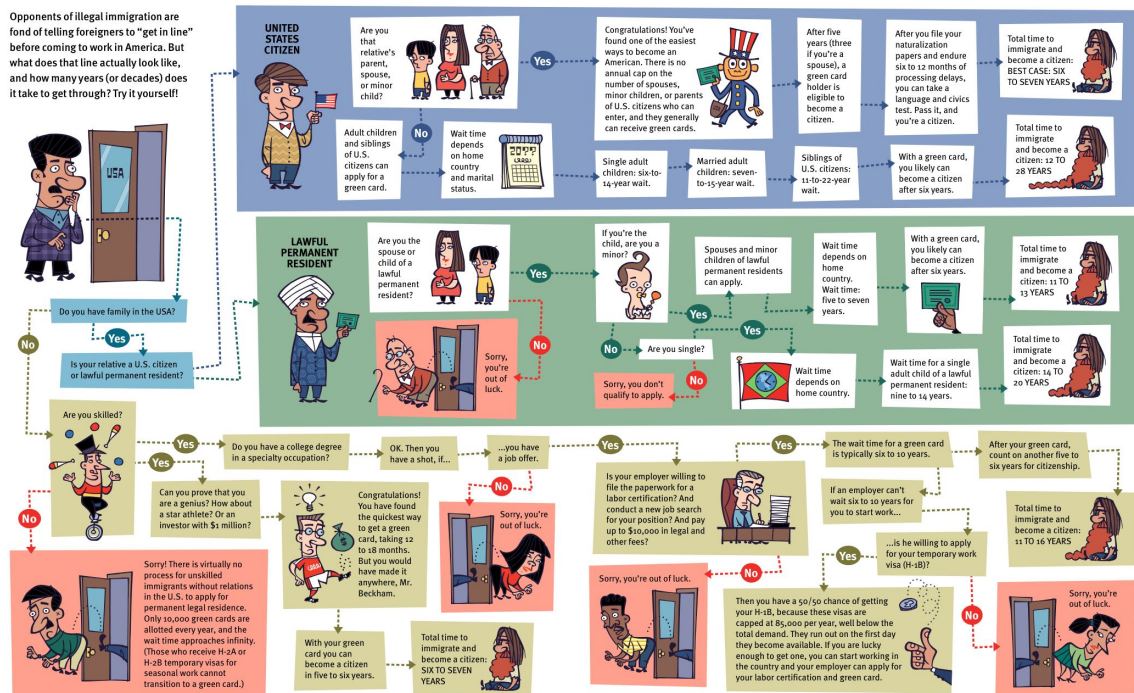 Opponents of illegal immigration are
fond of telling foreigners to “get in line”
before coming to work in America. But
what does that line actually look like,
and how many years (or decades) does
it take to get through? Try it yourself!
USA
Do you have family in the USA?
No
Yes
Is your relative a U.S. citizen
or lawful permanent resident?
UNITED
STATES
CITIZEN
Are you
that
relative's
parent,
spouse,
or minor
child?
Yes
Congratulations! You've
found one of the easiest
ways to become an
American. There is no
annual cap on the
number of spouses,
minor children, or parents
of U.S. citizens who can
enter, and they generally
can receive green cards.
After five
years (three
if you're a
spouse), a
green card
holder is
eligible to
become a
citizen.
After you file your
naturalization
papers and endure
six to 12 months of
processing delays,
you can take a
language and civics
test. Pass it, and
you're a citizen.
Total time to
immigrate and
become a citizen:
BEST CASE: SIX
TO SEVEN YEARS
No
Adult children
and siblings
of U.S.
citizens can
apply for a
green card.
Wait time
depends
on home
country
and marital
status.
20??
Single adult
children: six-to-
14-year wait.
Married adult
children: seven-
to-15-year wait.
Siblings of
U.S. citizens:
11-to-22-year
wait.
With a green card,
you likely can
become a citizen
after six years.
Total time to
immigrate and
become a
citizen: 12 TO
28 YEARS
LAWFUL
PERMANENT
RESIDENT
Are you the
spouse or
child of a
lawful
permanent
resident?
Yes
No
Sorry,
you're
out of
luck.
If you're the
child, are you a
minor?
Yes
No
Spouses and minor
children of lawful
permanent residents
can apply.
Wait time
depends on
home
country.
Wait time:
five to seven
years.
With a green card,
you likely can
become a citizen
after six years.
Total time to
immigrate
and become a
citizen: 11 TO
13 YEARS
Are you single?
Yes
No
Sorry, you don't
qualify to apply.
Wait time
depends on
home country.
Wait time for a single
adult child of a lawful
permanent resident:
nine to 14 years.
Total time to
immigrate
and become a
citizen: 14 TO
20 YEARS
Are you skilled?
Yes
Yes
No
Sorry! There is virtually no
process for unskilled
immigrants without relations
in the U.S. to apply for
permanent legal residence.
Only 10,000 green cards are
allotted every year, and the
wait time approaches infinity.
(Those who receive H-2A or
H-2B temporary visas for
seasonal work cannot
transition to a green card.)
Do you have a college degree
in a specialty occupation?
OK. Then you
have a shot, if...
...you have
a job offer.
Yes
No
Sorry, you're
out of luck.
Can you prove that you
are a genius? How about
a star athlete? Or an
investor with $1 million?
Congratulations!
You have found
the quickest way
to get a green
card, taking 12
to 18 months.
But you would
have made it
anywhere, Mr.
Beckham.
$
With your green
card you can
become a citizen
in five to six years.
Total time to
immigrate and
become a citizen:
SIX TO SEVEN
YEARS
Is your employer willing to
file the paperwork for a
labor certification? And
conduct a new job search
for your position? And pay
up to $10,000 in legal and
other fees?
Yes
No
Sorry, you're out of luck.
The wait time for a green card
is typically six to 10 years.
After your green card,
count on another five to
six years for citizenship.
Total time to
immigrate and
become a citizen:
11 TO 16 YEARS
If an employer can't
wait six to 10 years for
you to start work...
...is he willing to apply
for your temporary work
visa (H-1B)?
Yes
No
Then you have a 50/50 chance of getting
your H-1B, because these visas are
capped at 85,000 per year, well below the
total demand. They run out on the first day
they become available. If you are lucky
enough to get one, you can start working in
the country and your employer can apply for
your labor certification and green card.
Sorry, you're
out of luck.